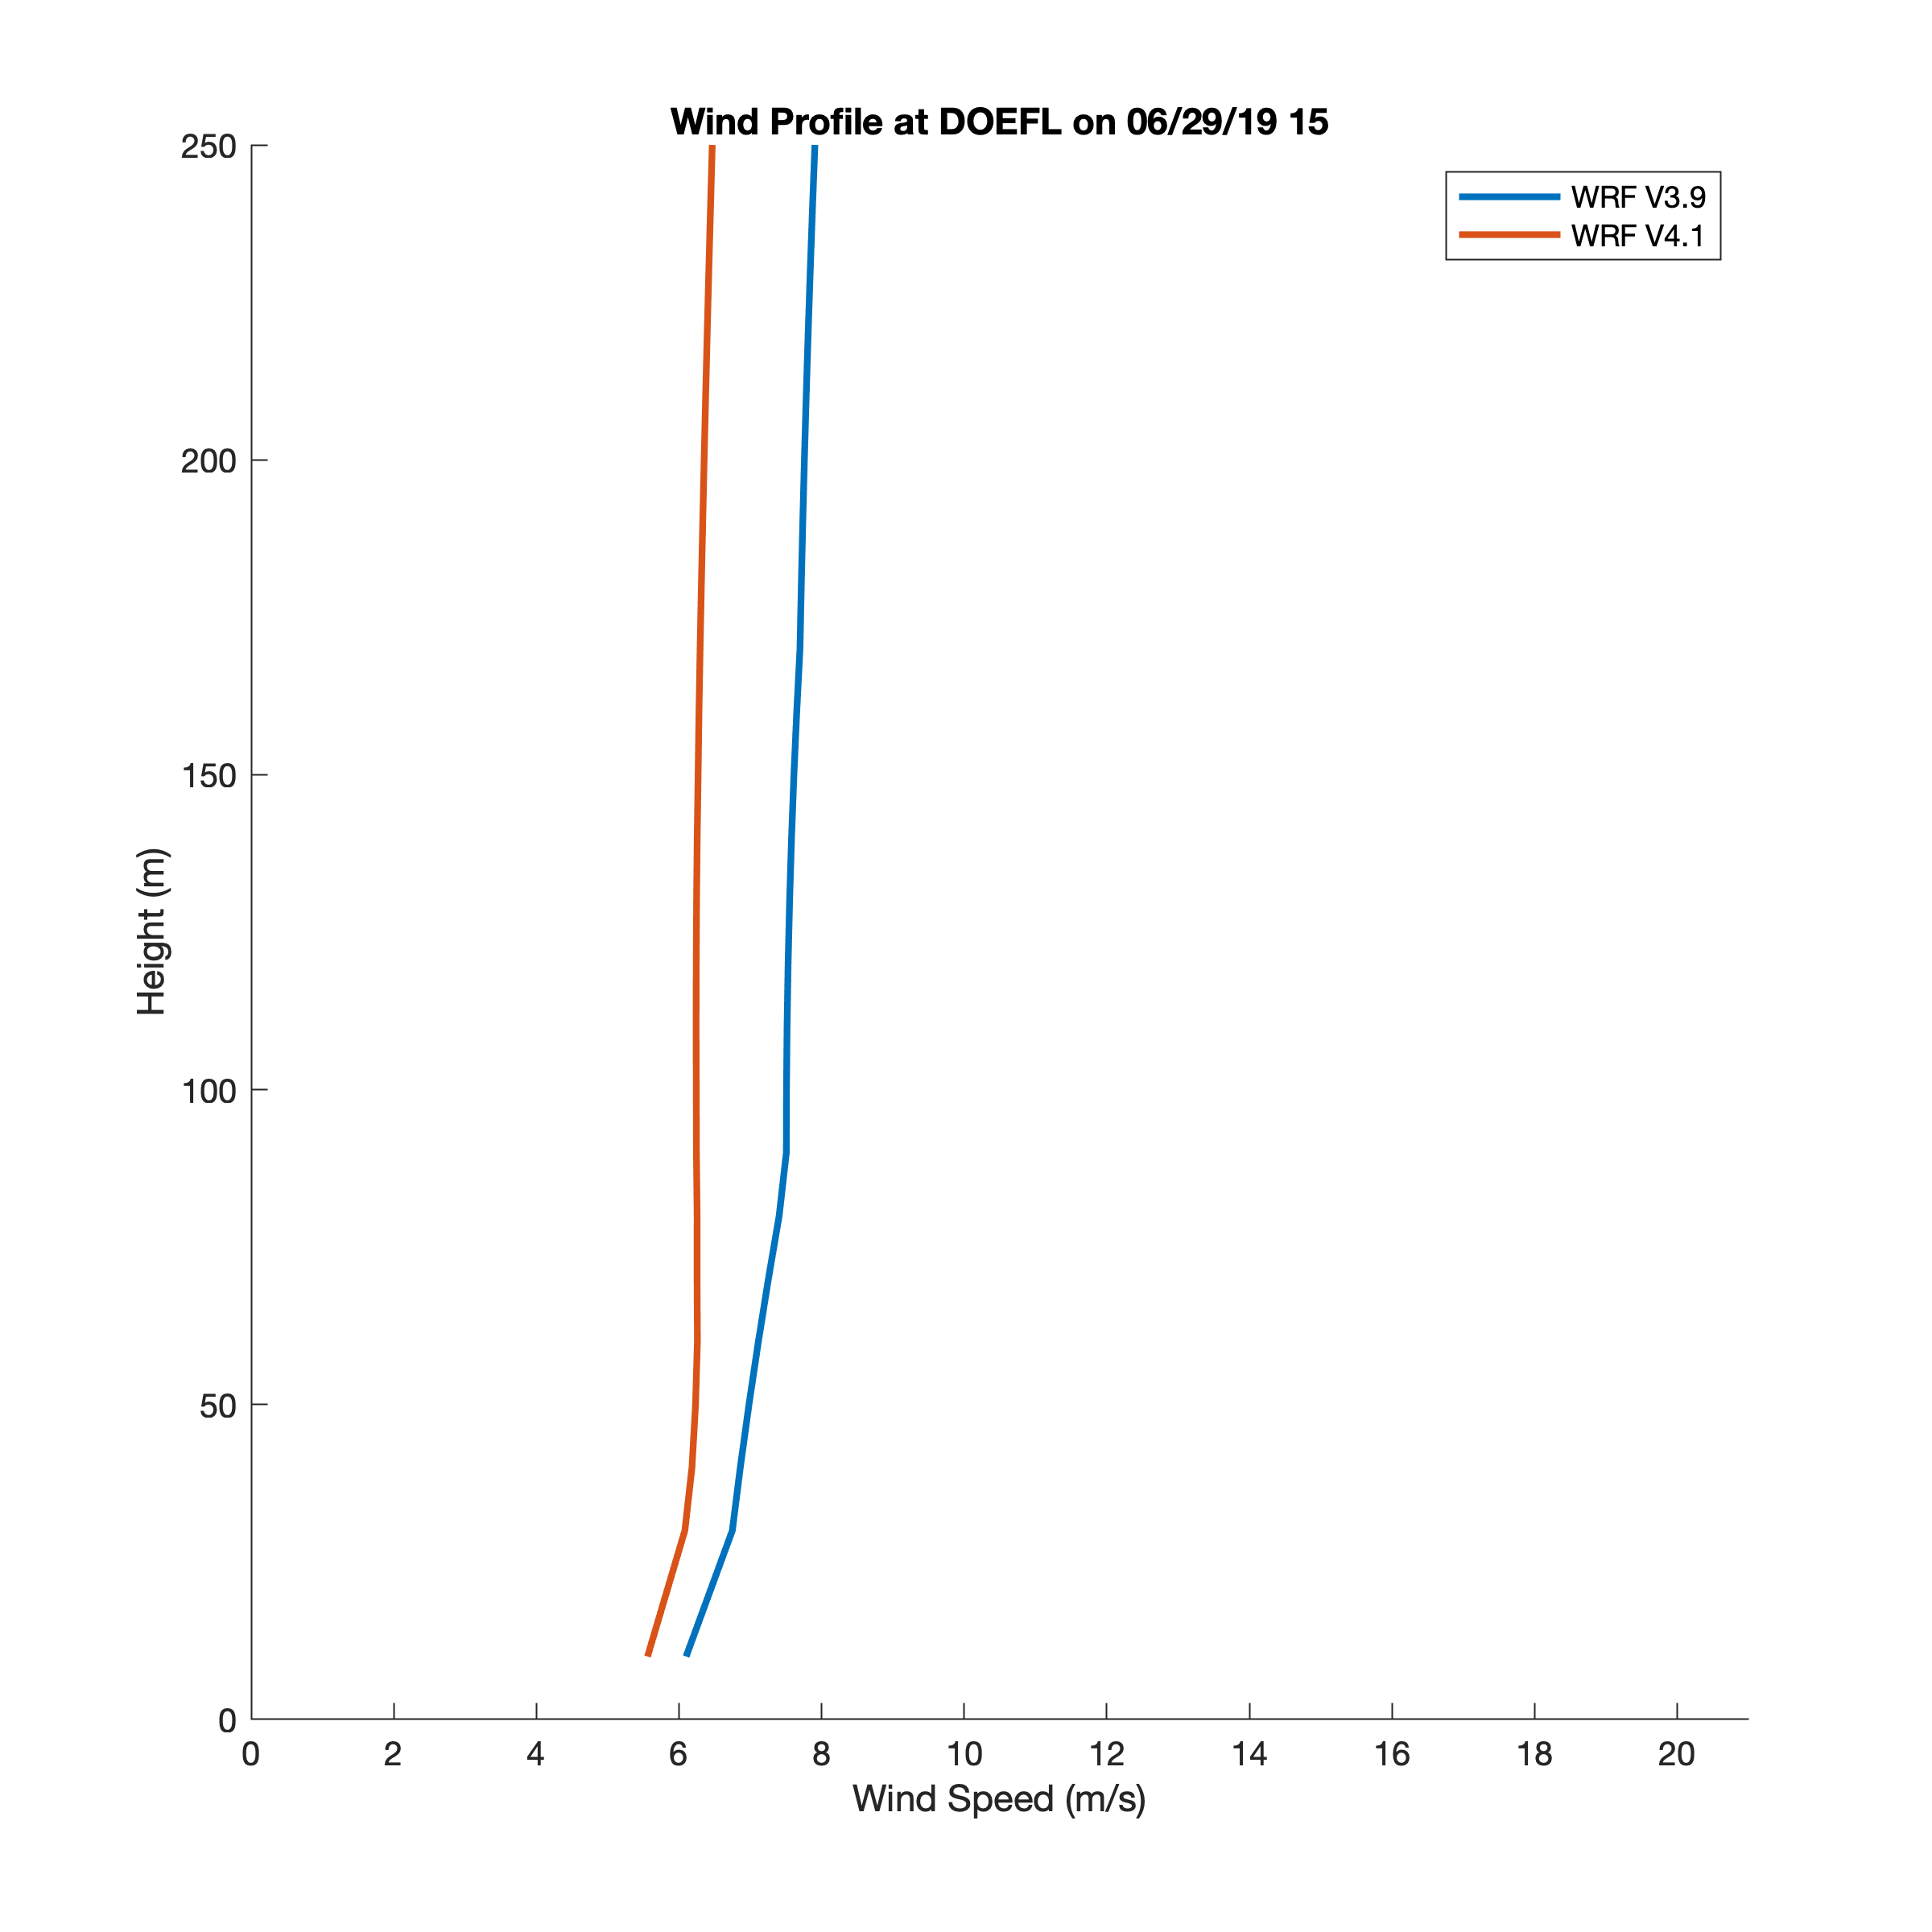 Wind Profile at DOEFL on 06/29/19 15
WRF V3.9
WRF V4.1
250
200
150
100
50
0
Height (m)
0 2 4 6 8 10 12 14 16 18 20
Wind Speed (m/s)